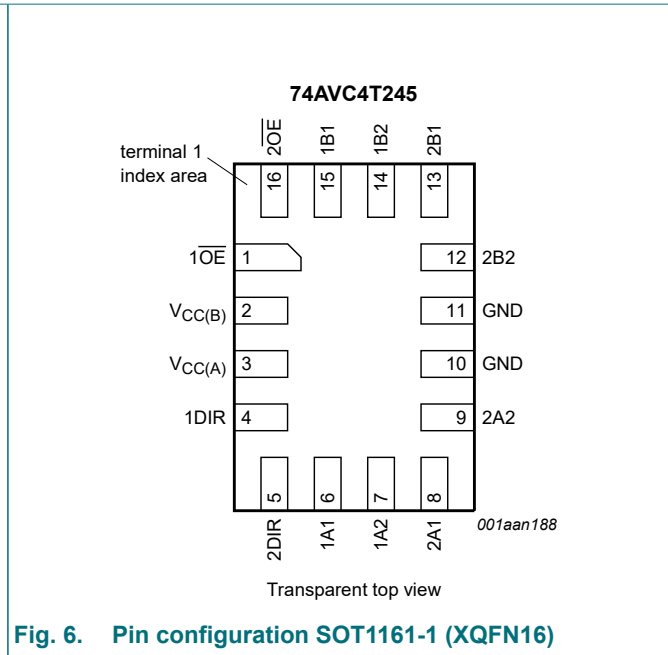 74AVC4T245
2OE 1B1 1B2 2B1
terminal 1
index area
16 15 14 13
1OE 1 12 2B2
VCC(B) 2 11 GND
VCC(A) 3 10 GND
1DIR 4 9 2A2
5 6 7 8
2DIR 1A1 1A2 2A1
001aan188
Transparent top view
Fig. 6. Pin configuration SOT1161-1 (XQFN16)